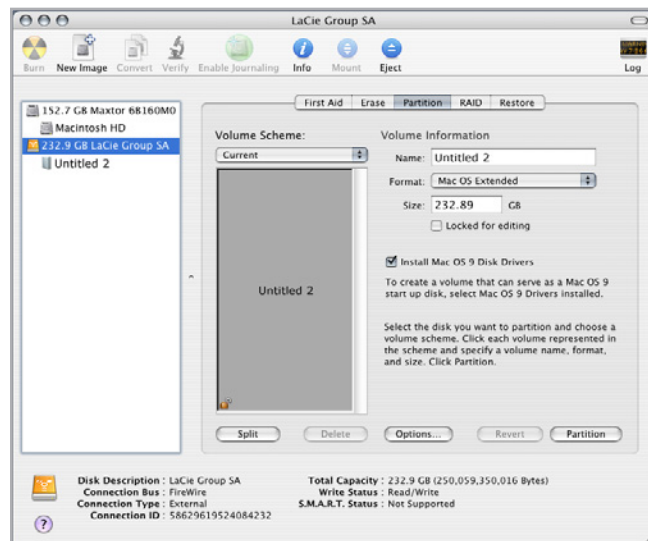 LaCie Group SA
Burn New Image Convert Verify Enable Journaling Info Mount Eject Log
152.7 GB Maxtor 6B160M0
Macintosh HD
232.9 GB LaCie Group SA
Untitled 2
First Aid Erase Partition RAID Restore
Volume Scheme:
Current
Untitled 2
Volume Information
Name: Untitled 2
Format: Mac OS Extended
Size: 232.89 GB
Locked for editing
Install Mac OS 9 Disk Drivers
To create a volume that can serve as a Mac OS 9
start up disk, select Mac OS 9 Drivers installed.
Select the disk you want to partition and choose a
volume scheme. Click each volume represented in
the scheme and specify a volume name, format,
and size. Click Partition.
Split Delete Options... Revert Partition
Disk Description : LaCie Group SA
Connection Bus : FireWire
Connection Type : External
Connection ID : 58629619524084232
Total Capacity : 232.9 GB (250,059,350,016 Bytes)
Write Status : Read/Write
S.M.A.R.T. Status : Not Supported
?